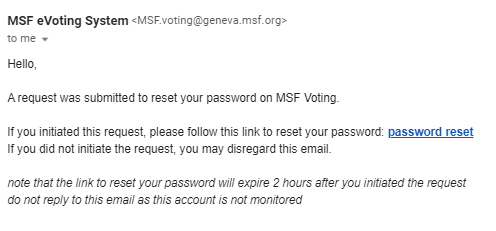 MSF eVoting System <MSF.voting@geneva.msf.org>
to me
Hello,
A request was submitted to reset your password on MSF Voting.
If you initiated this request, please follow this link to reset your password: password reset
If you did not initiate the request, you may disregard this email.
note that the link to reset your password will expire 2 hours after you initiated the request
do not reply to this email as this account is not monitored